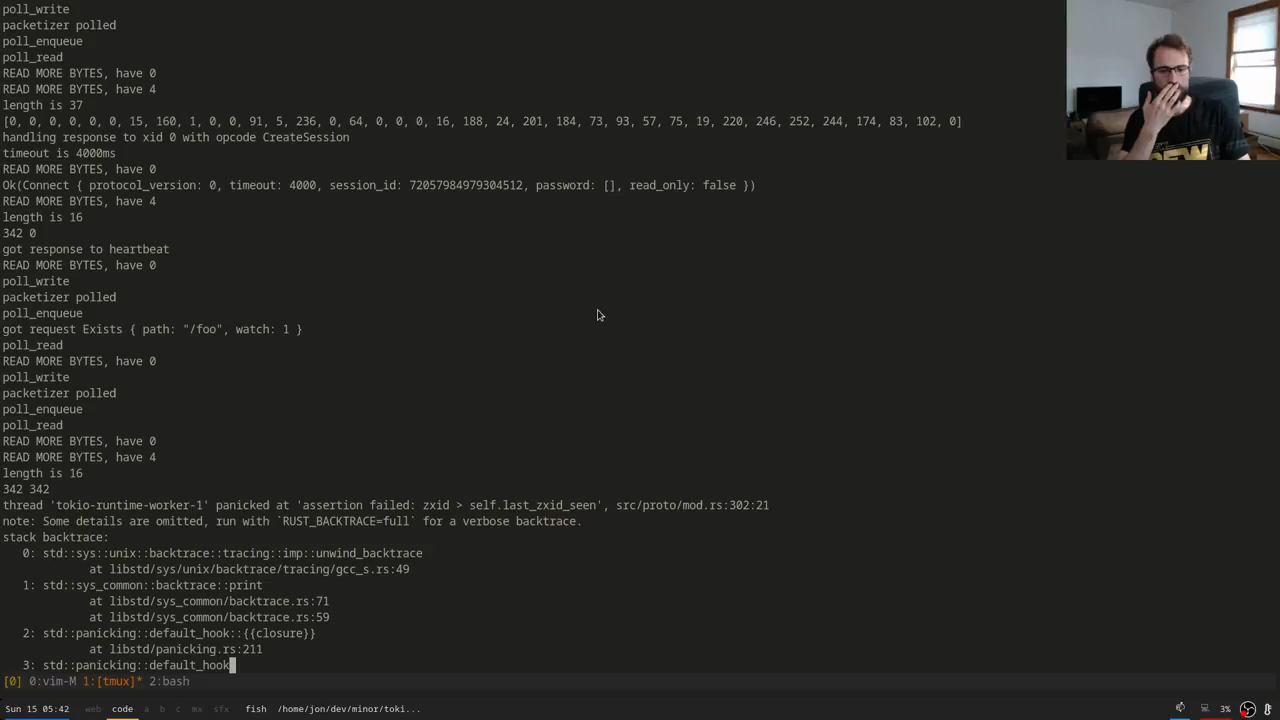 poll_write
packetizer polled
poll_enqueue
poll_read
READ MORE BYTES, have 0
READ MORE BYTES, have 4
length is 37
[0, 0, 0, 0, 0, 0, 15, 160, 1, 0, 0, 91, 5, 236, 0, 64, 0, 0, 0, 16, 188, 24, 201, 184, 73, 93, 57, 75, 19, 220, 246, 252, 244, 174, 83, 102, 0]
handling response to xid 0 with opcode CreateSession
timeout is 4000ms
READ MORE BYTES, have 0
Ok(Connect { protocol_version: 0, timeout: 4000, session_id: 72057984979304512, password: [], read_only: false })
READ MORE BYTES, have 4
length is 16
342 0
got response to heartbeat
READ MORE BYTES, have 0
poll_write
packetizer polled
poll_enqueue
got request Exists { path: "/foo", watch: 1 }
poll_read
READ MORE BYTES, have 0
poll_write
packetizer polled
poll_enqueue
poll_read
READ MORE BYTES, have 0
READ MORE BYTES, have 4
length is 16
342 342
thread 'tokio-runtime-worker-1' panicked at 'assertion failed: zxid > self.last_zxid_seen', src/proto/mod.rs:302:21
note: Some details are omitted, run with `RUST_BACKTRACE=full` for a verbose backtrace.
stack backtrace:
0: std::sys::unix::backtrace::tracing::imp::unwind_backtrace
at libstd/sys/unix/backtrace/tracing/gcc_s.rs:49
1: std::sys_common::backtrace::print
at libstd/sys_common/backtrace.rs:71
at libstd/sys_common/backtrace.rs:59
2: std::panicking::default_hook::{{closure}}
at libstd/panicking.rs:211
3: std::panicking::default_hook
[0] 0:vim-M 1:[tmux]* 2:bash
Sun 15 05:42 web code a b c mx sfx fish /home/jon/dev/minor/toki... 3%